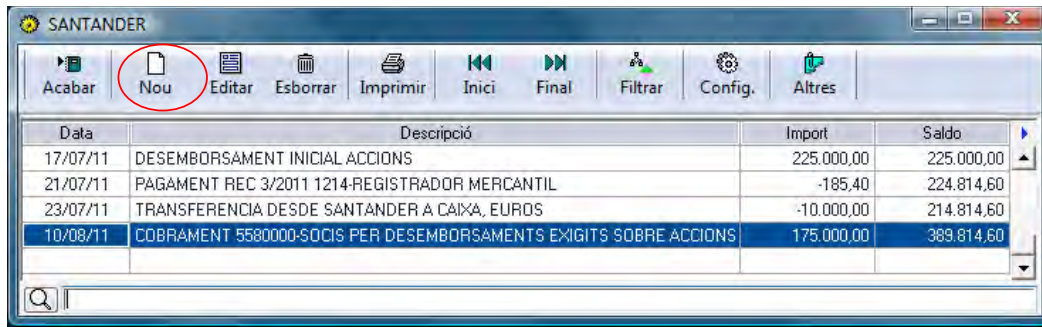 SANTANDER
Acabar Nou Editar Esborrar Imprimir Inici Final Filtrar Config. Altres
Data Descripció Import Saldo
17/07/11 DESEMBORSAMENT INICIAL ACCIONS 225.000,00 225.000,00
21/07/11 PAGAMENT REC 3/2011 1214-REGISTRADOR MERCANTIL -185,40 224.814,60
23/07/11 TRANSFERENCIA DESDE SANTANDER A CAIXA, EUROS -10.000,00 214.814,60
10/08/11 COBRAMENT 5580000-SOCIS PER DESEMBORSAMENTS EXIGITS SOBRE ACCIONS 175.000,00 389.814,60